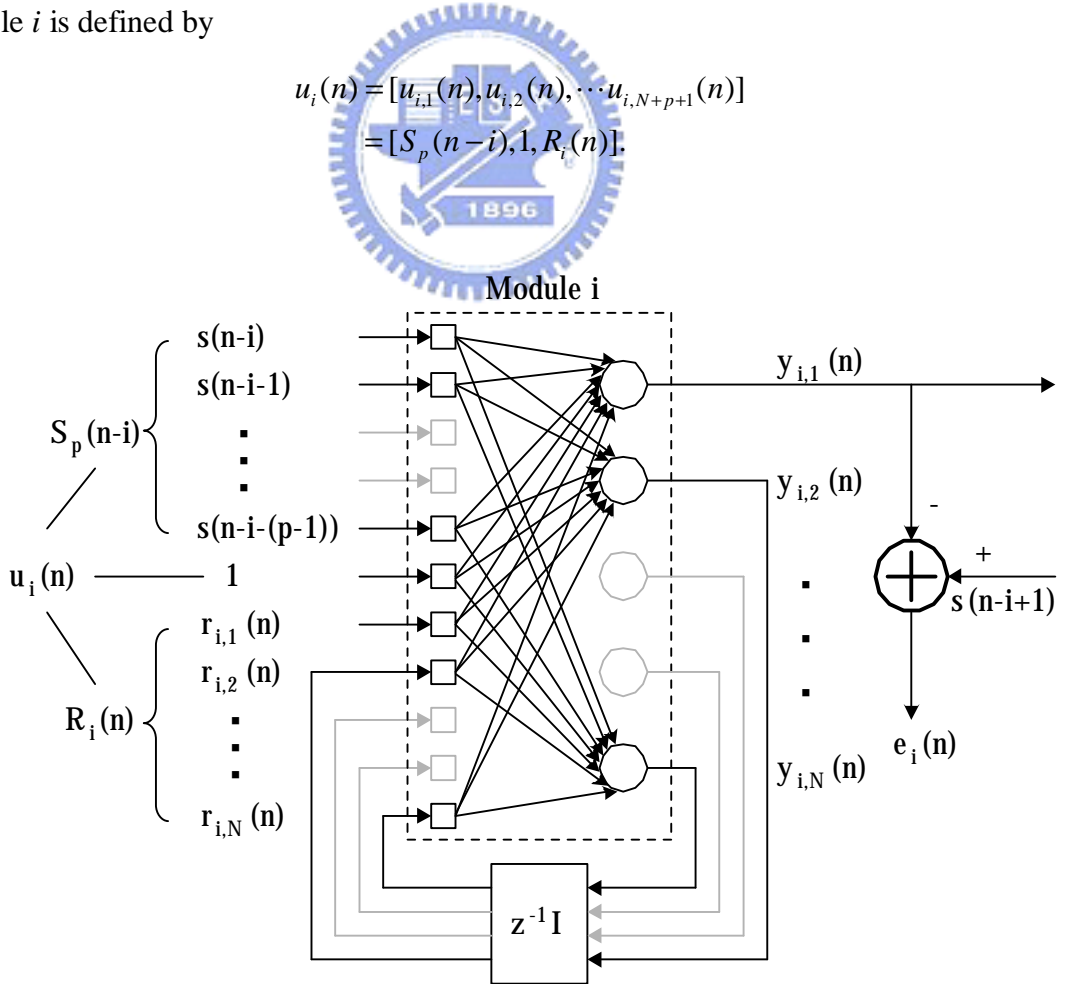 le i is defined by
u_i(n) = [u_{i,1}(n), u_{i,2}(n), ⋯ u_{i,N+p+1}(n)]
= [S_p(n−i), 1, R_i(n)].
1896
Module i
s(n-i)
y_{i,1}(n)
s(n-i-1)
S_p(n-i)
y_{i,2}(n)
-
s(n-i-(p-1))
+
u_i(n)
1
s(n-i+1)
r_{i,1}(n)
r_{i,2}(n)
R_i(n)
e_i(n)
y_{i,N}(n)
r_{i,N}(n)
z^{-1}I